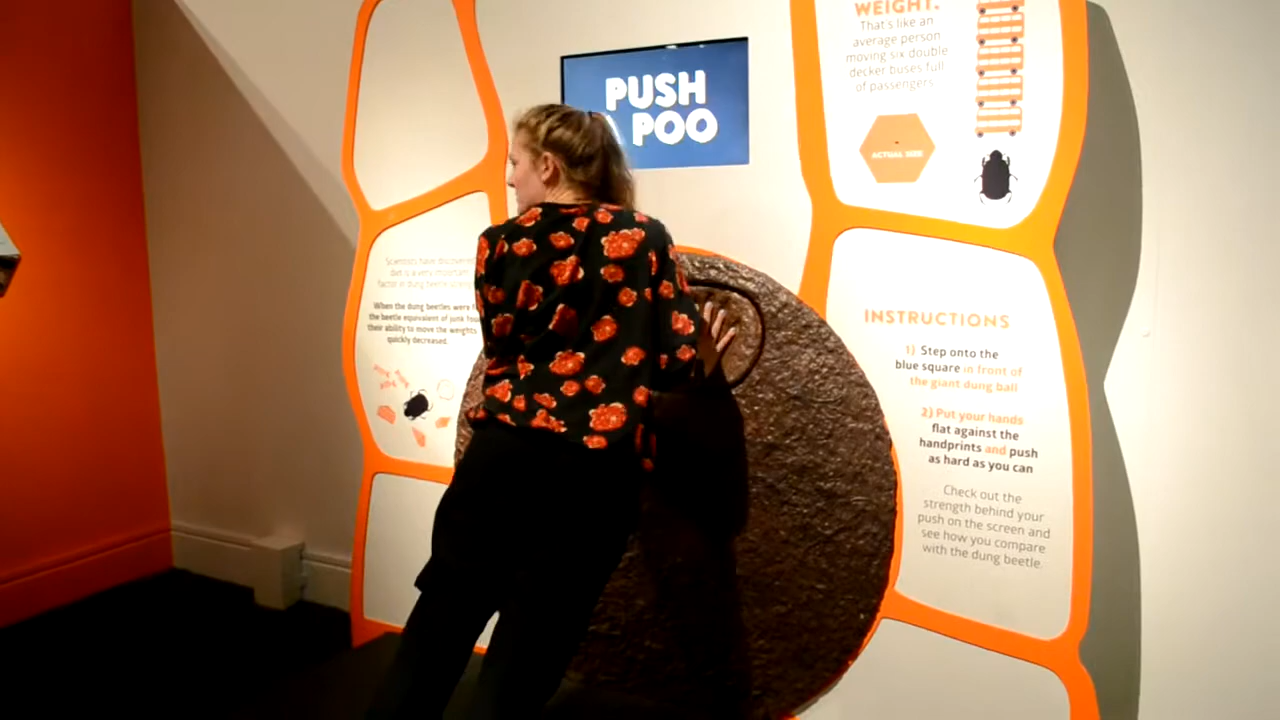 PUSH
A POO
WEIGHT.
That's like an
average person
moving six double
decker buses full
of passengers.
ACTUAL SIZE
Scientists have discovered
diet is a very important
factor in dung beetle
When the dung beetles were
the beetle equivalent of junk
their ability to move the weights
quickly decreased.
INSTRUCTIONS
1) Step onto the
blue square in front of
the giant dung ball
2) Put your hands
flat against the
handprints and push
as hard as you can
Check out the
strength behind your
push on the screen and
see how you compare
with the dung beetle.